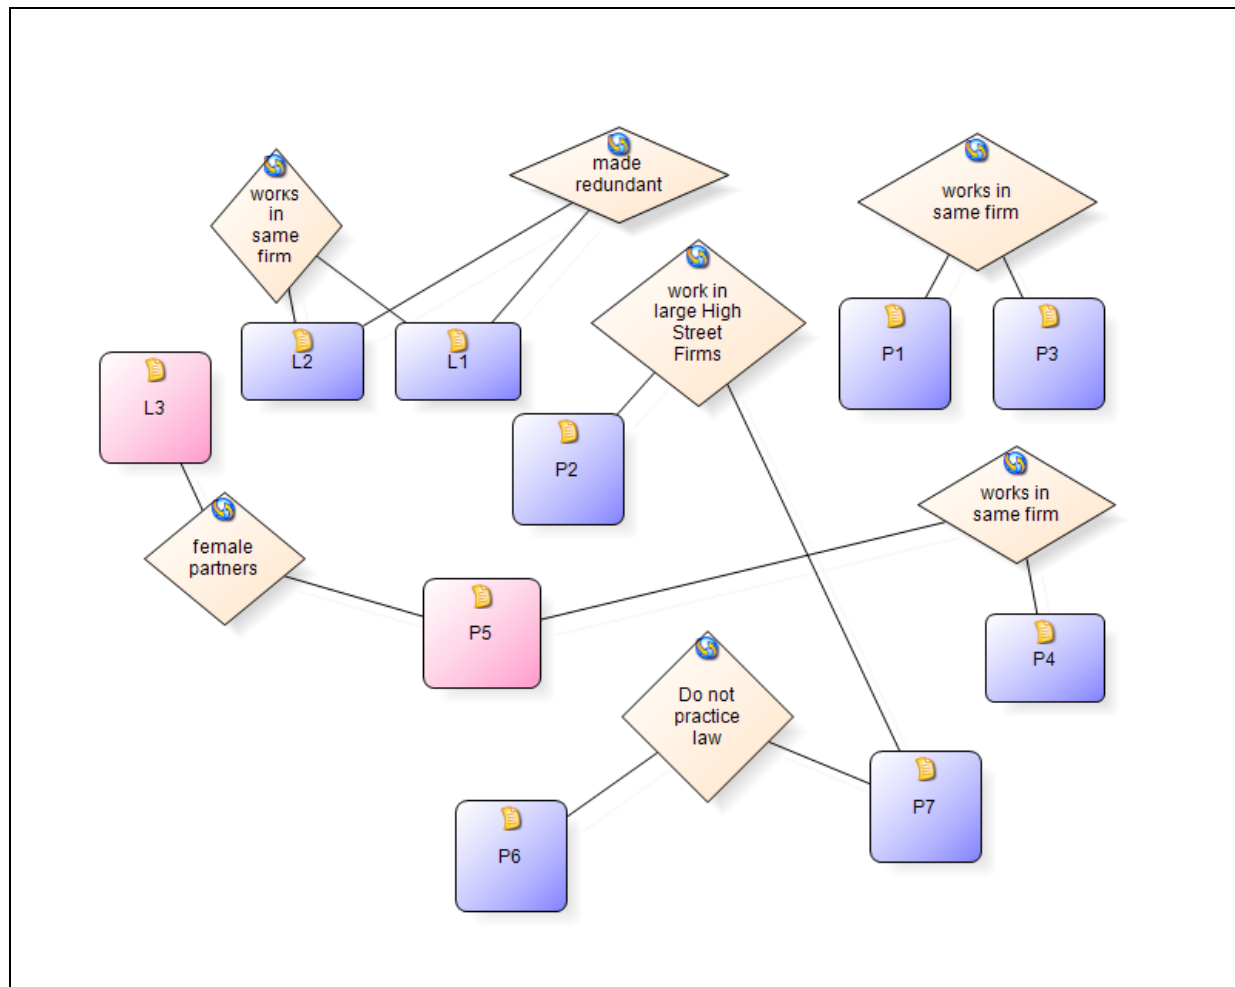 works
in
same
firm
made
redundant
works in
same firm
work in
large High
Street
Firms
L2
L1
P1
P3
L3
P2
works in
same firm
female
partners
P5
P4
Do not
practice
law
P7
P6